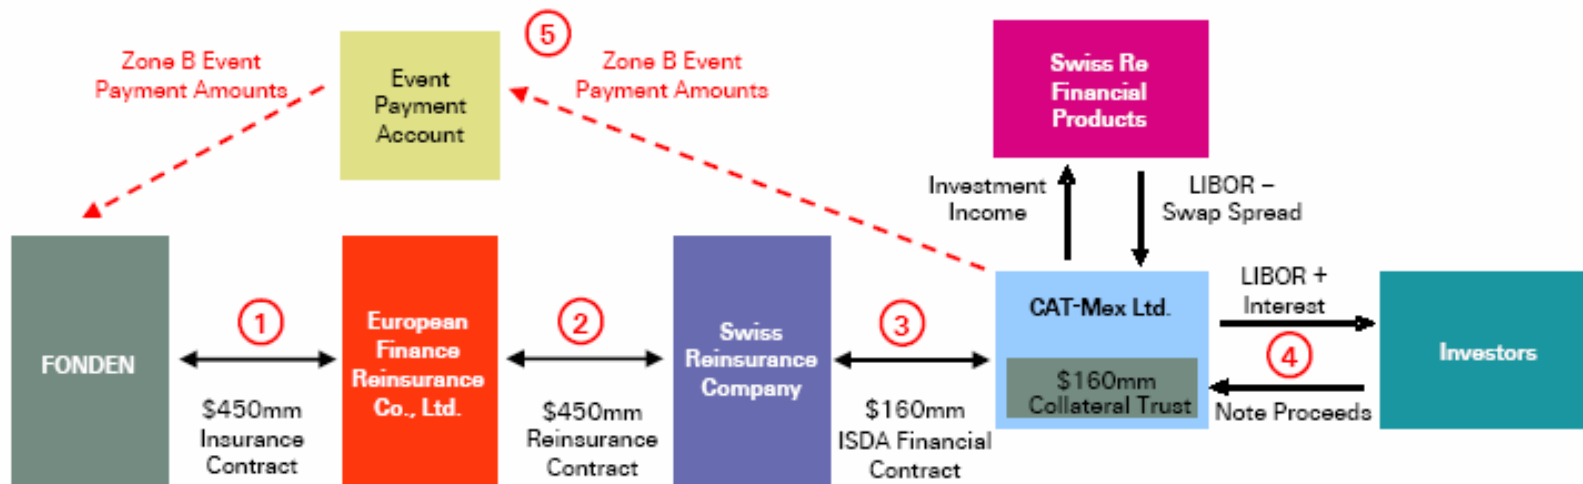 Zone B Event
Payment Amounts
Event
Payment
Account
5
Zone B Event
Payment Amounts
Swiss Re
Financial
Products
Investment
Income
LIBOR –
Swap Spread
FONDEN
1
$450mm
Insurance
Contract
European
Finance
Reinsurance
Co., Ltd.
2
$450mm
Reinsurance
Contract
Swiss
Reinsurance
Company
3
$160mm
ISDA Financial
Contract
CAT-Mex Ltd.
$160mm
Collateral Trust
LIBOR +
Interest
4
Note Proceeds
Investors